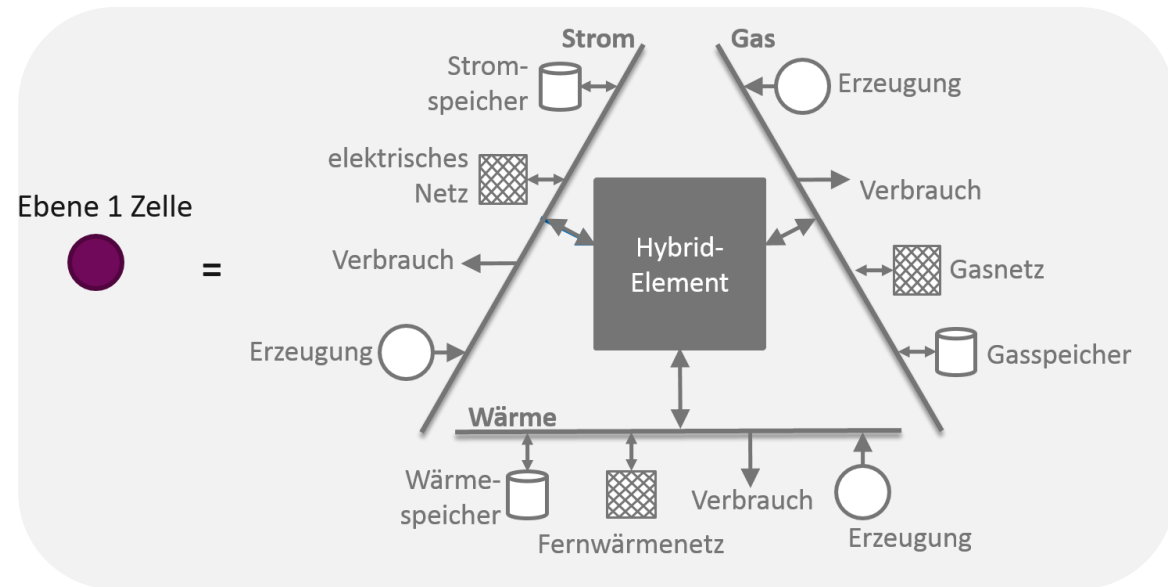 Strom
Gas
Strom-
speicher
Erzeugung
elektrisches
Netz
Verbrauch
Ebene 1 Zelle
=
Hybrid-
Element
Verbrauch
Gasnetz
Erzeugung
Gasspeicher
Wärme
Wärme-
speicher
Fernwärmenetz
Verbrauch
Erzeugung